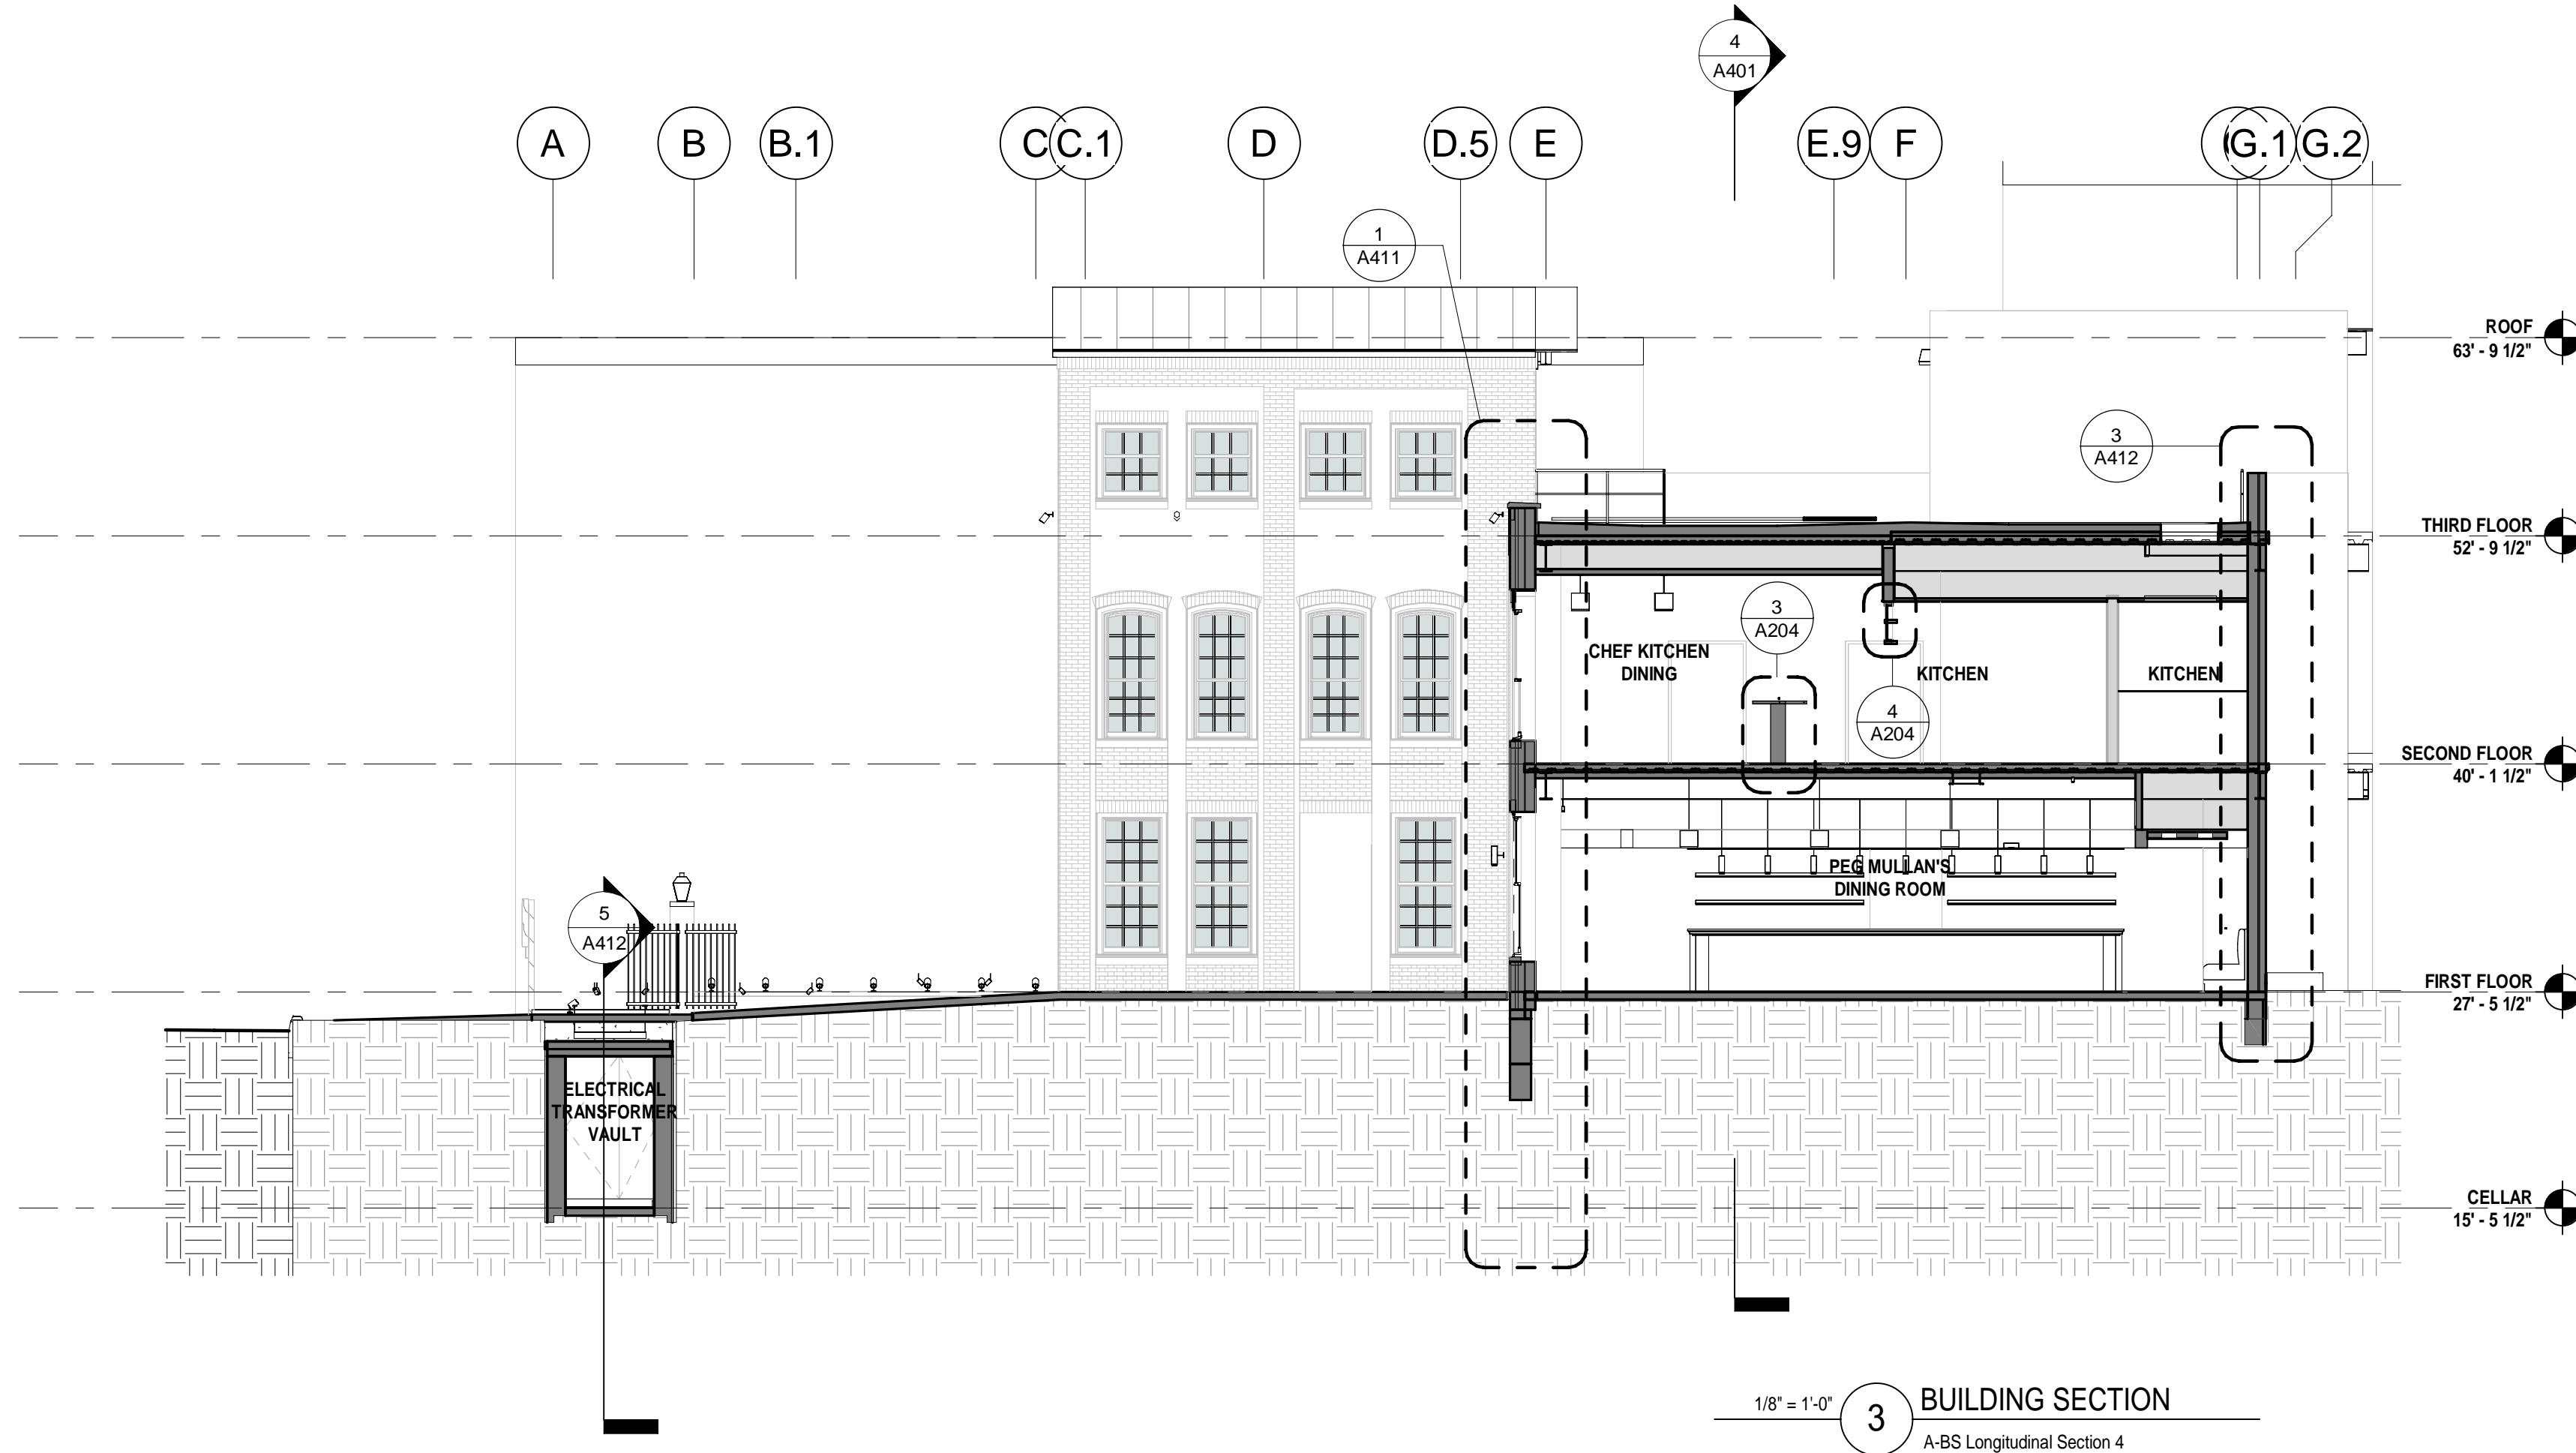 4
A401
A
B
B.1
C
C.1
D
D.5
E
E.9
F
G.1
G.2
1
A411
ROOF
63' - 9 1/2"
3
A412
THIRD FLOOR
52' - 9 1/2"
3
A204
CHEF KITCHEN
DINING
KITCHEN
KITCHEN
4
A204
SECOND FLOOR
40' - 1 1/2"
PEG MULLAN'S
DINING ROOM
5
A412
FIRST FLOOR
27' - 5 1/2"
ELECTRICAL
TRANSFORMER
VAULT
CELLAR
15' - 5 1/2"
1/8" = 1'-0"
3
BUILDING SECTION
A-BS Longitudinal Section 4